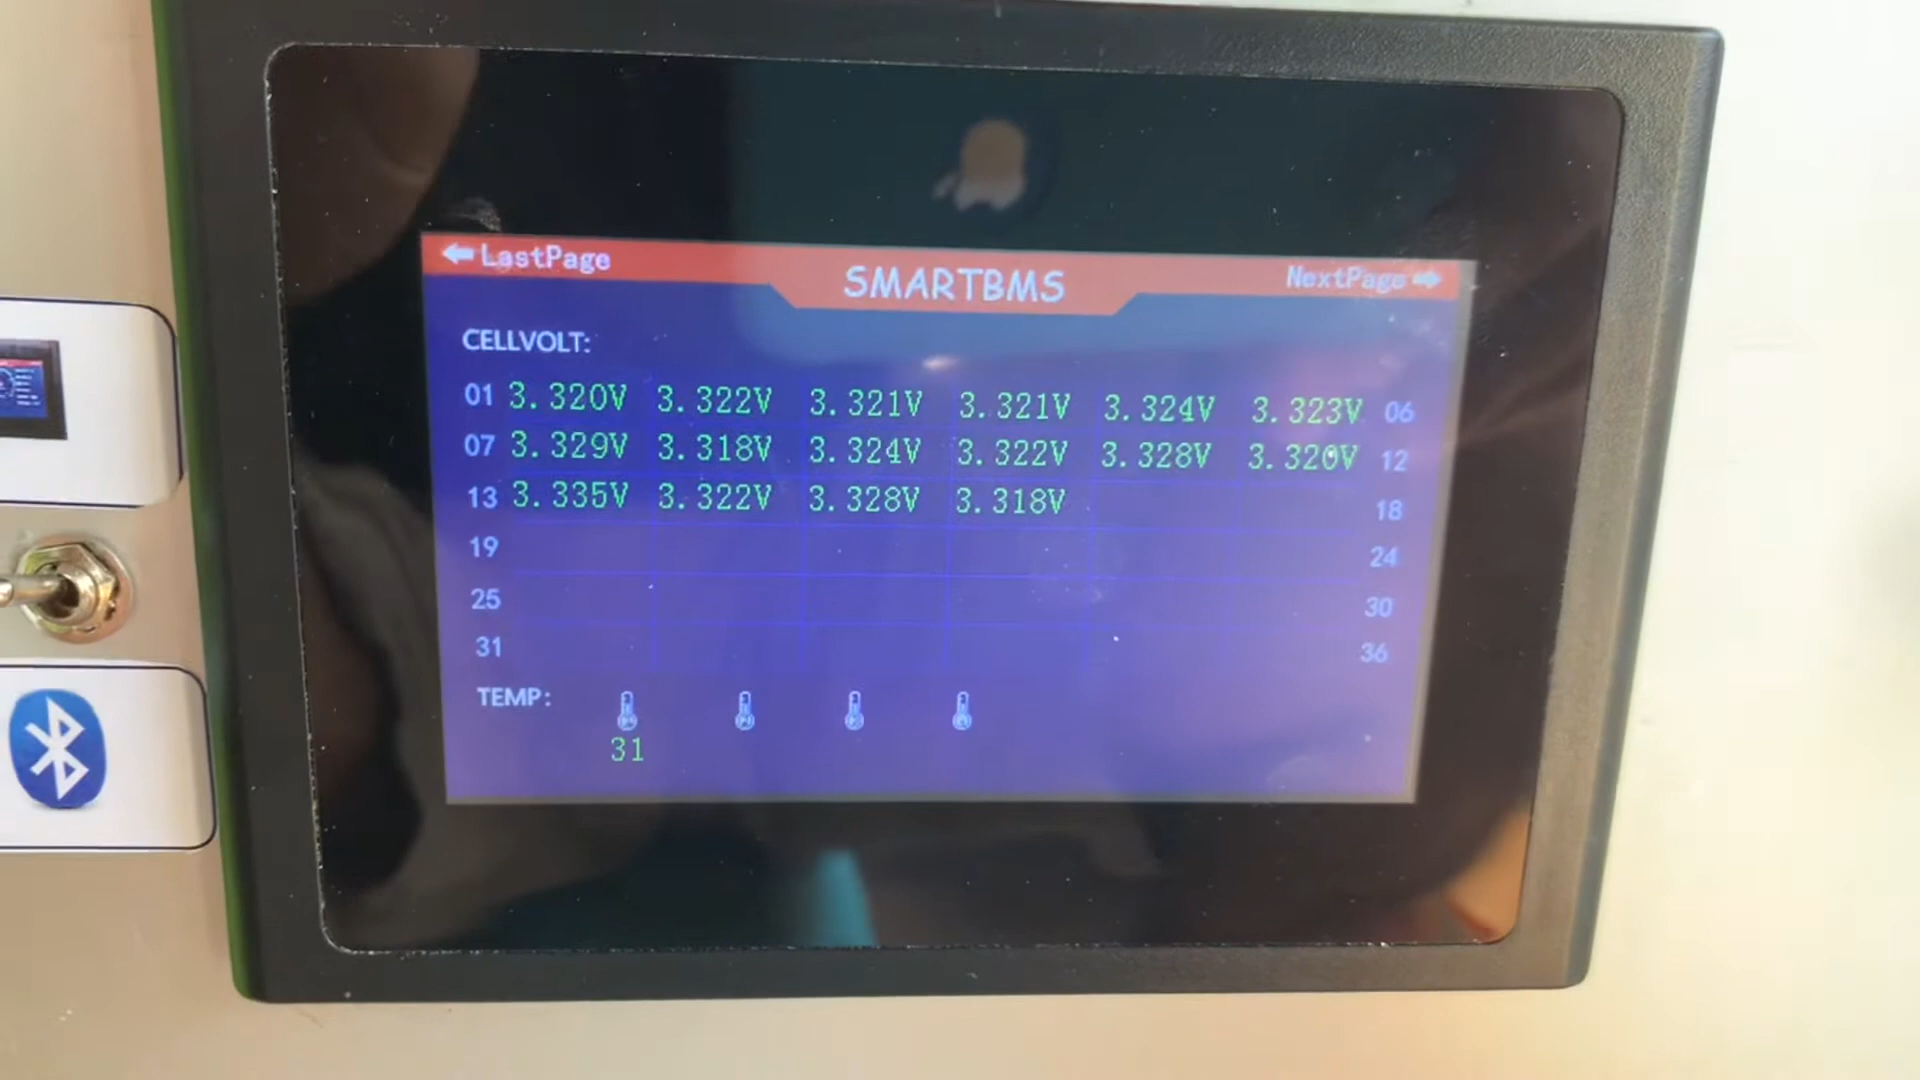 LastPage SMARTBMS NextPage
CELLVOLT:
01 3.320V 3.322V 3.321V 3.321V 3.324V 3.323V 06
07 3.329V 3.318V 3.324V 3.322V 3.328V 3.320V 12
13 3.335V 3.322V 3.328V 3.318V 18
19 24
25 30
31 36
TEMP:
31